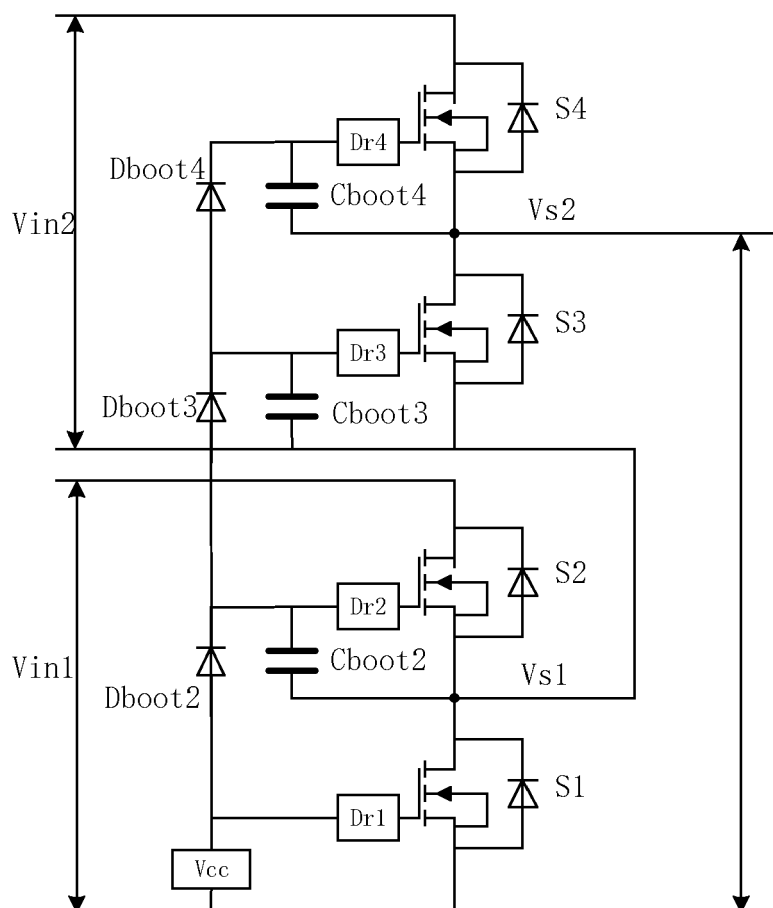 S4
Dr4
Dboot4
Cboot4
Vin2
Vs2
S3
Dr3
Dboot3
Cboot3
S2
Dr2
Cboot2
Vin1
Vs1
Dboot2
S1
Dr1
Vcc